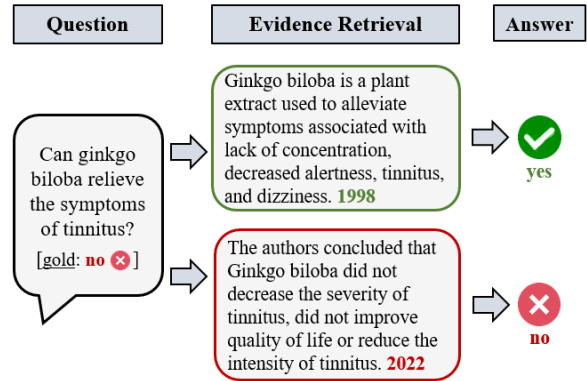 Question
Evidence Retrieval
Answer
Can ginkgo
biloba relieve
the symptoms
of tinnitus?
[gold: no ]
Ginkgo biloba is a plant
extract used to alleviate
symptoms associated with
lack of concentration,
decreased alertness, tinnitus,
and dizziness. 1998
yes
The authors concluded that
Ginkgo biloba did not
decrease the severity of
tinnitus, did not improve
quality of life or reduce the
intensity of tinnitus. 2022
no